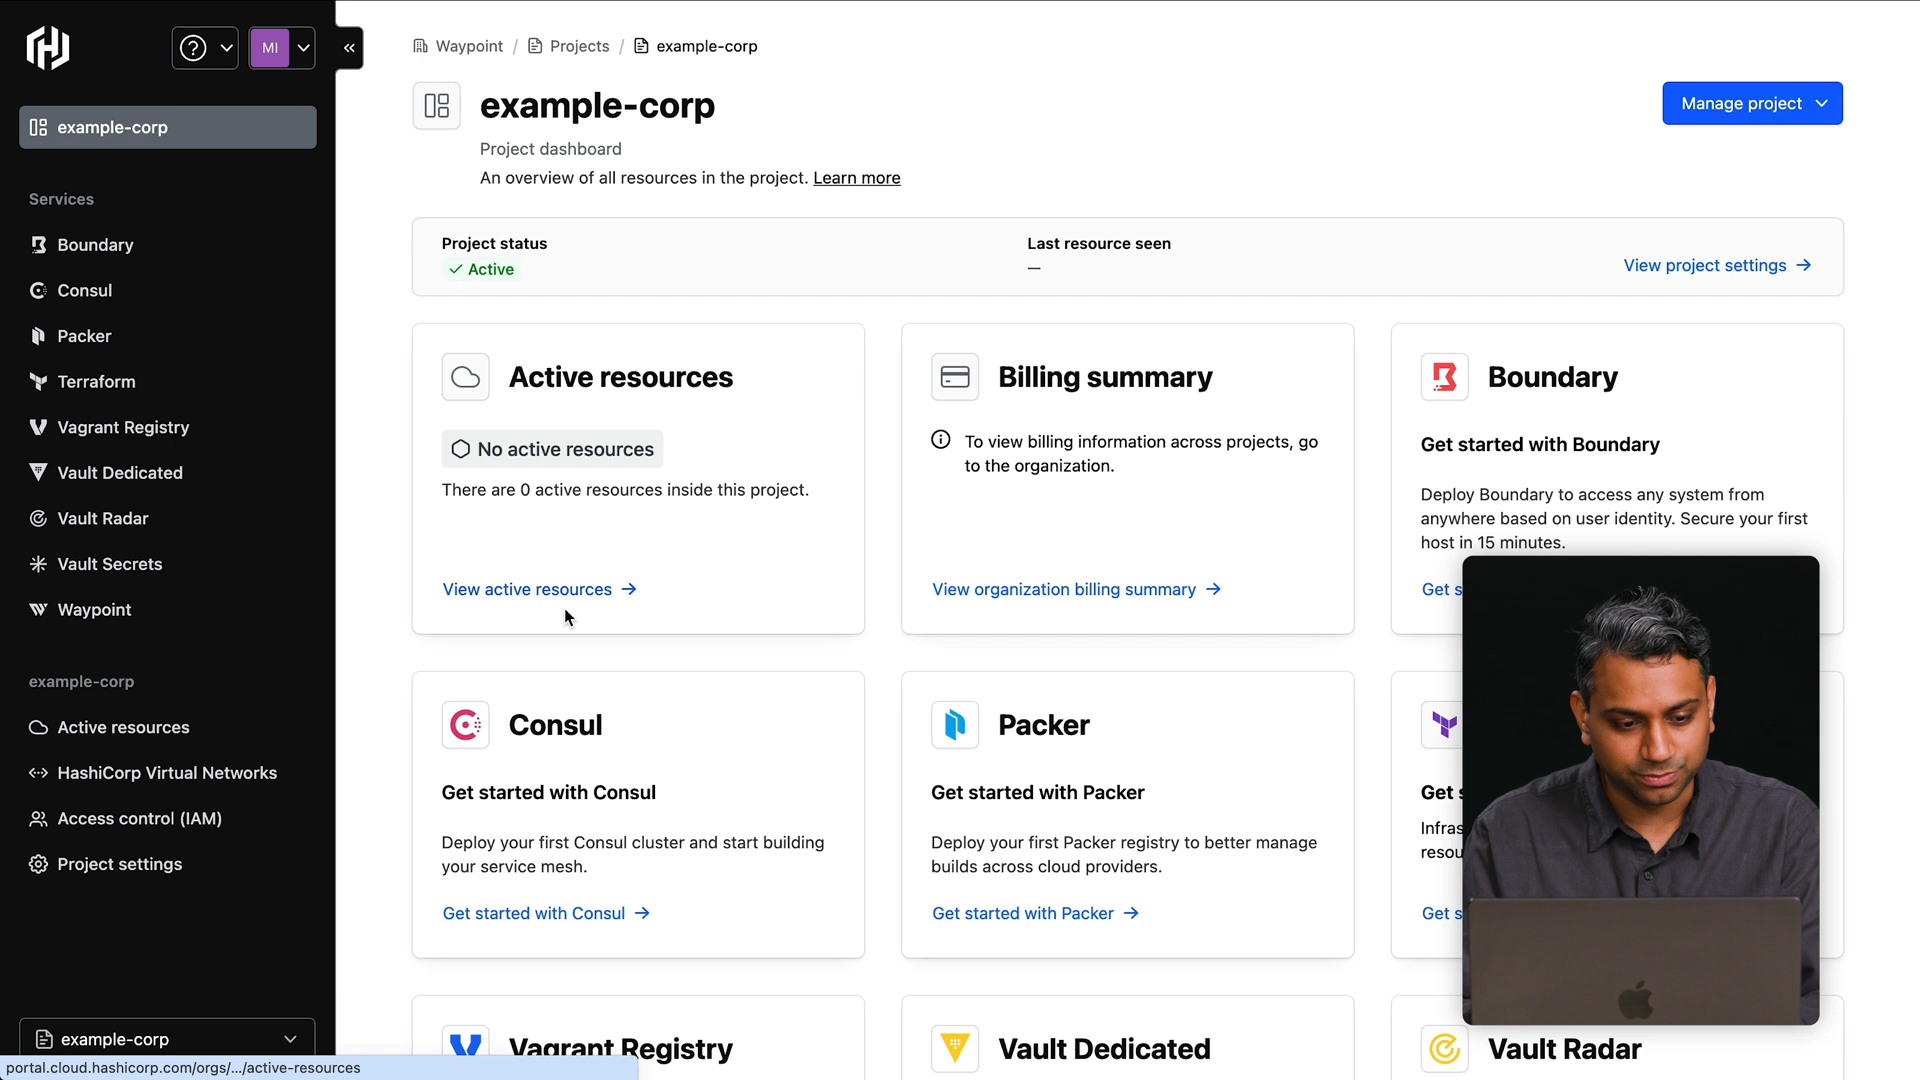 MI
example-corp
Services
Boundary
Consul
Packer
Terraform
Vagrant Registry
Vault Dedicated
Vault Radar
Vault Secrets
Waypoint
example-corp
Active resources
HashiCorp Virtual Networks
Access control (IAM)
Project settings
example-corp
portal.cloud.hashicorp.com/orgs/.../active-resources
Waypoint / Projects / example-corp
example-corp
Project dashboard
An overview of all resources in the project. Learn more
Manage project
Project status
Active
Last resource seen
—
View project settings
Active resources
No active resources
There are 0 active resources inside this project.
View active resources
Billing summary
To view billing information across projects, go
to the organization.
View organization billing summary
Boundary
Get started with Boundary
Deploy Boundary to access any system from
anywhere based on user identity. Secure your first
host in 15 minutes.
Get s
Consul
Get started with Consul
Deploy your first Consul cluster and start building
your service mesh.
Get started with Consul
Packer
Get started with Packer
Deploy your first Packer registry to better manage
builds across cloud providers.
Get started with Packer
Get s
Infras
resou
Get s
Vagrant Registry
Vault Dedicated
Vault Radar